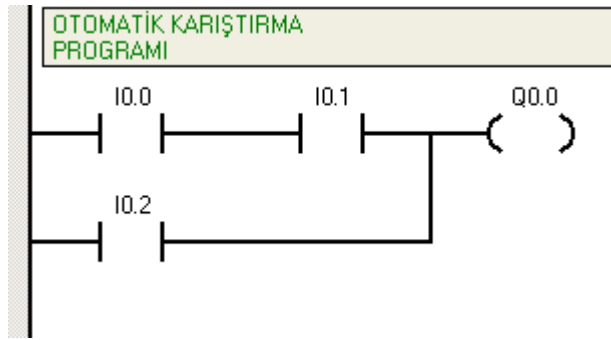 OTOMATİK KARIŞTIRMA
PROGRAMI
I0.0 I0.1 Q0.0
I0.2